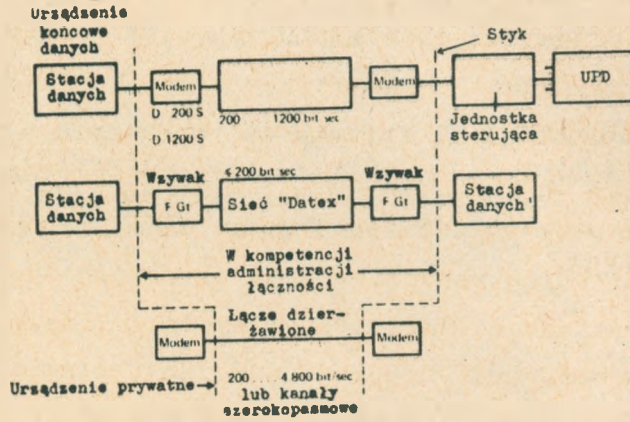 Urządzenie
końcowe
danych
Styk
Stacja
danych
Modem
Modem
UPD
D 200 S
D 1200 S
200 1200 bit sec
Jednostka
sterująca
Wzywak
≤ 200 bit sec
Wzywak
Stacja
danych
F Gt
Sieć "Datex"
F Gt
Stacja
danych
W kompetencji
administracji
łączności
Łącze dzier-
żawione
Modem
Modem
Urządzenie prywatne
200 .... 4 800 bit/sec
lub kanały
szerokopasmowe